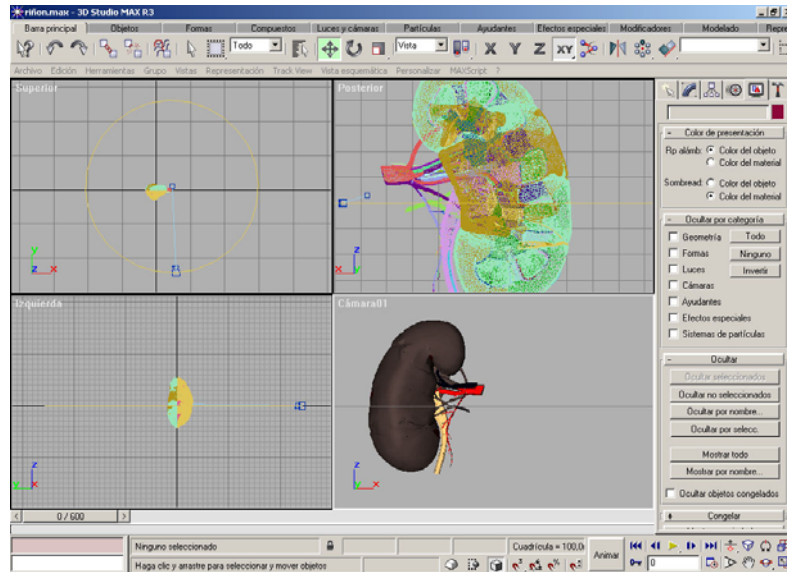 riñon.max - 3D Studio MAX R3
Barra principal Objetos Formas Compuestos Luces y cámaras Partículas Ayudantes Efectos especiales Modificadores Modelado
Todo Vista X Y Z XY
Archivo Edición Herramientas Grupo Vistas Representación Track View Vista esquemática Personalizar MAXScript ?
Superior
Posterior
Color de presentación
Rp alámb: Color del objeto
Color del material
Sombread: Color del objeto
Color del material
Ocultar por categoría
Geometría Todo
Formas Ninguno
Luces Invertir
Cámaras
Ayudantes
Efectos especiales
Sistemas de partículas
y
z x
z
x
Izquierda
Cámara01
Ocultar
Ocultar seleccionados
Ocultar no seleccionados
Ocultar por nombre...
Ocultar por selecc.
Mostrar todo
Mostrar por nombre...
Ocultar objetos congelados
Congelar
z
y x
z
x
0 / 600
Ninguno seleccionado
Cuadrícula = 100,0
Animar
Haga clic y arrastre para seleccionar y mover objetos
0